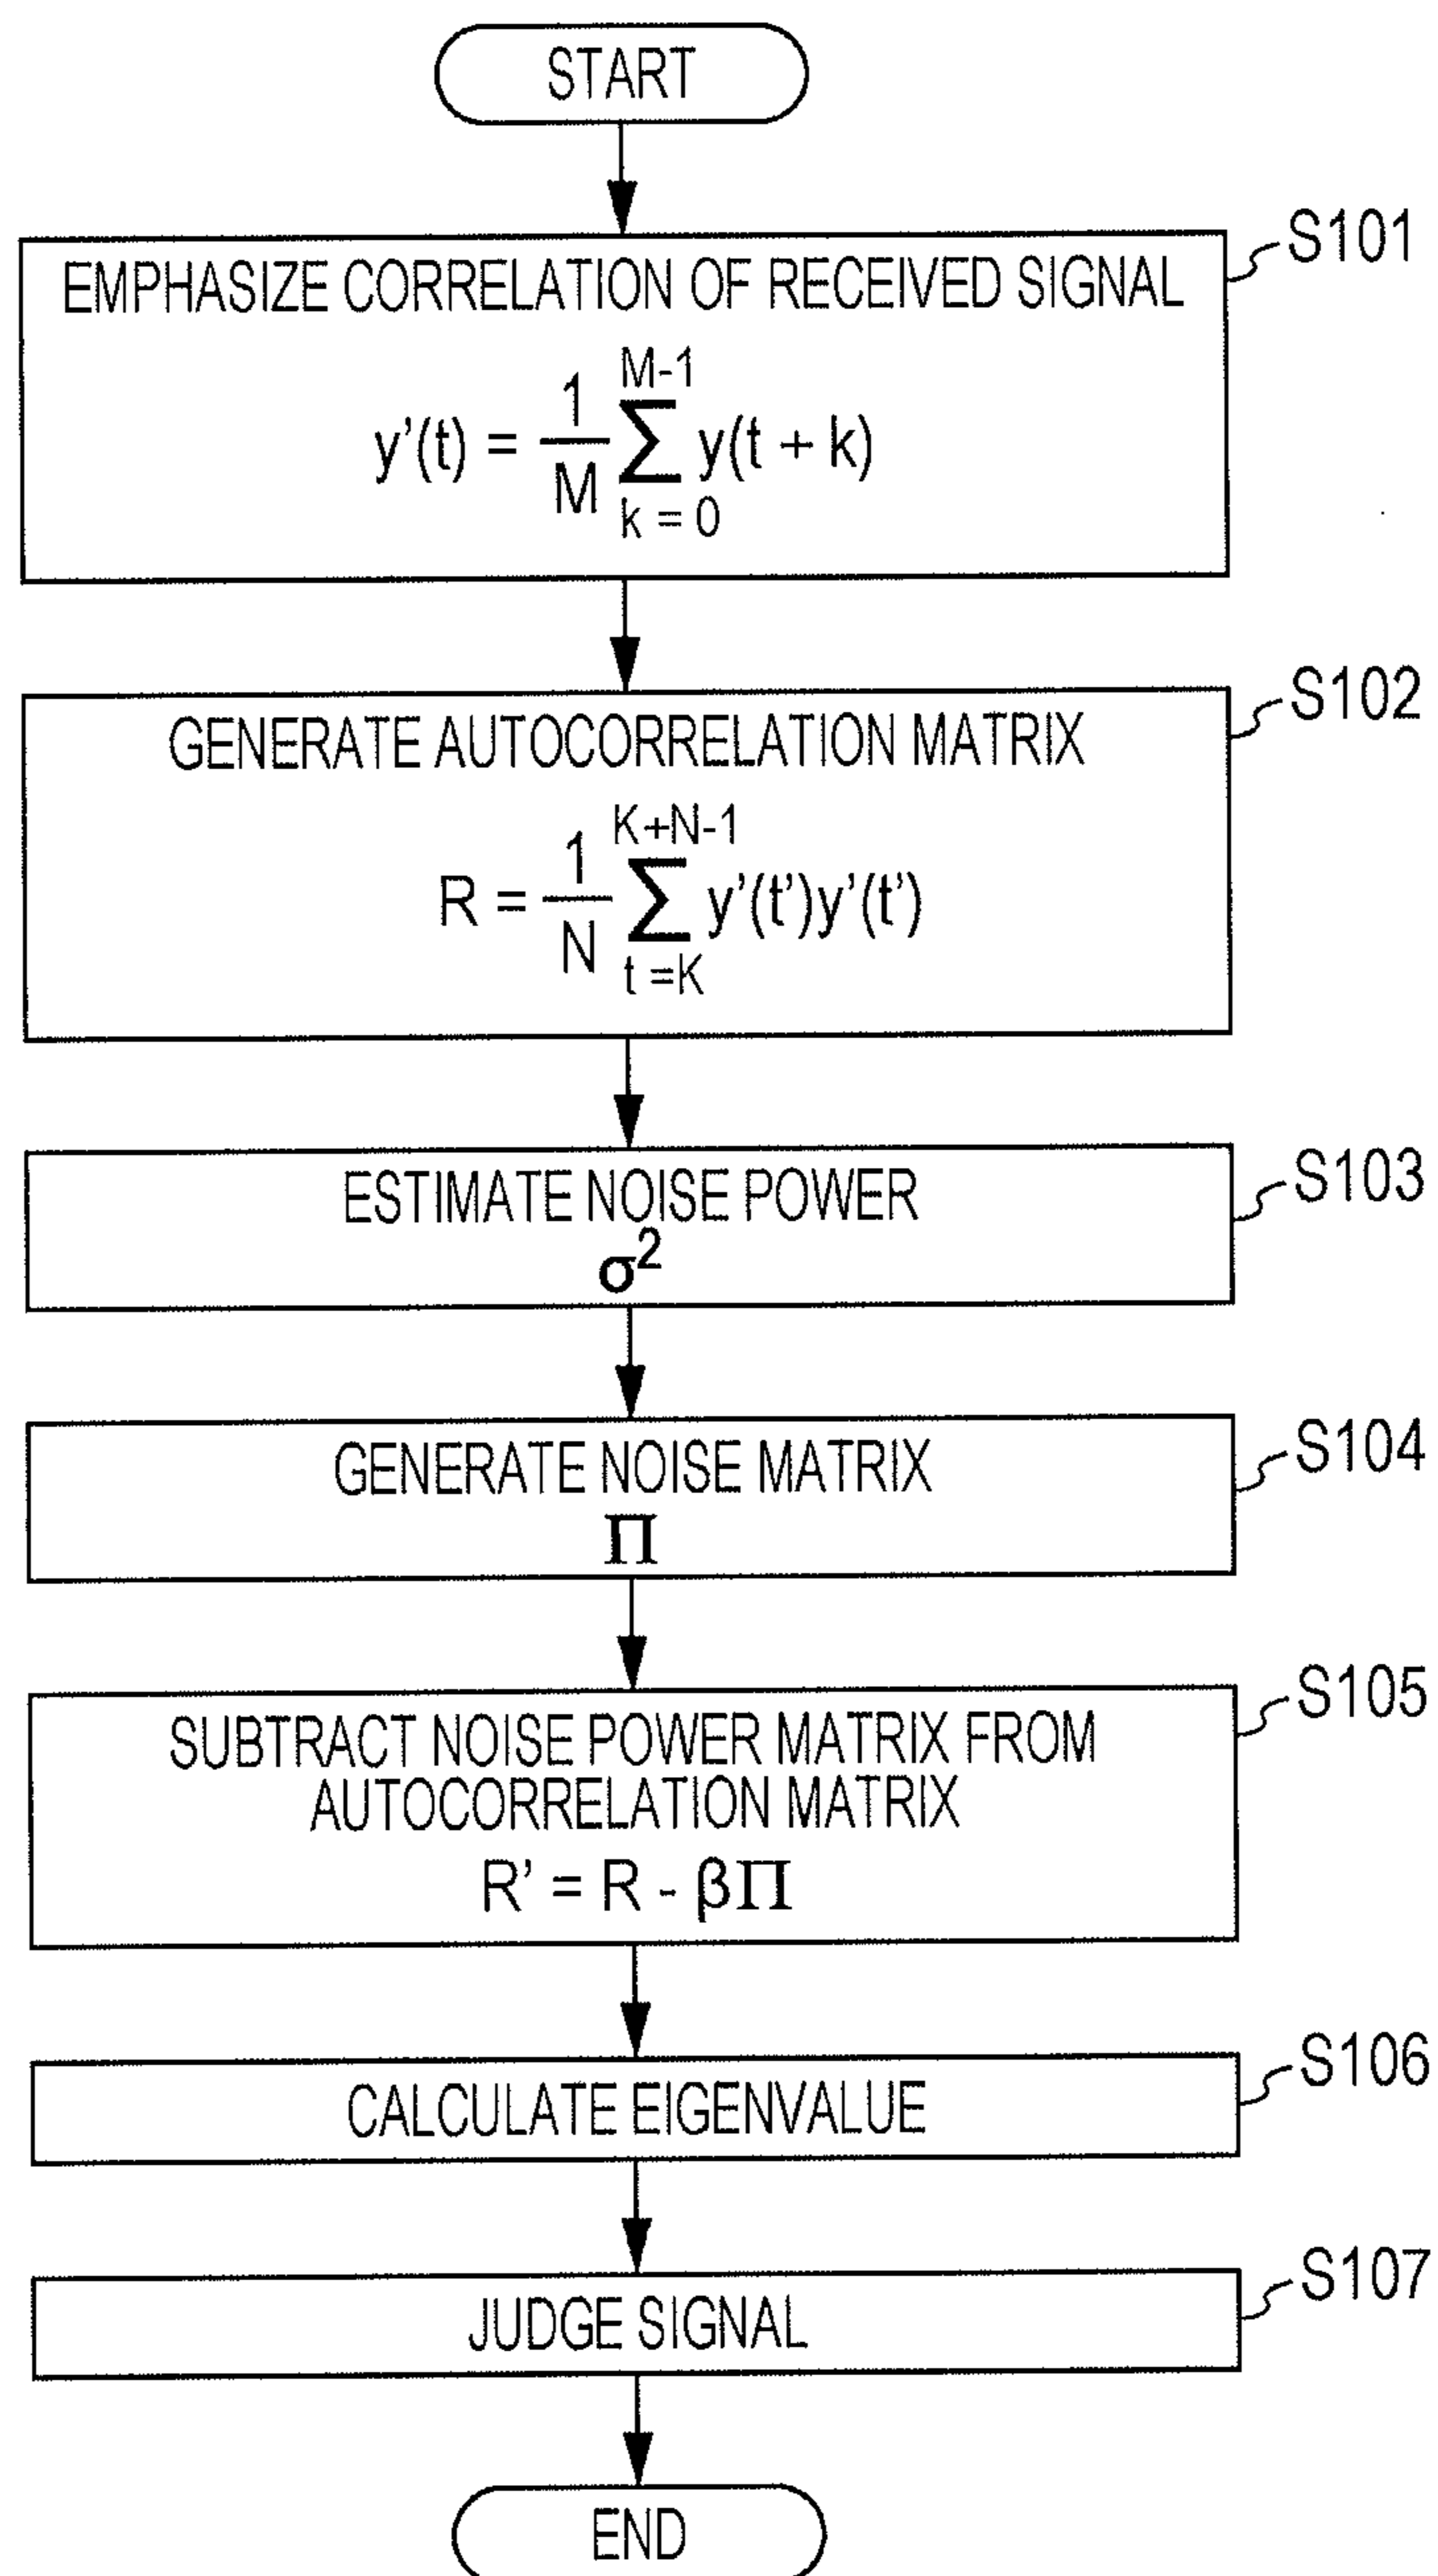 START
S101
EMPHASIZE CORRELATION OF RECEIVED SIGNAL
y'(t) = 1/M Σ_{k = 0}^{M-1} y(t + k)
S102
GENERATE AUTOCORRELATION MATRIX
R = 1/N Σ_{t =K}^{K+N-1} y'(t')y'(t')
S103
ESTIMATE NOISE POWER
σ²
S104
GENERATE NOISE MATRIX
Π
S105
SUBTRACT NOISE POWER MATRIX FROM
AUTOCORRELATION MATRIX
R' = R - βΠ
S106
CALCULATE EIGENVALUE
S107
JUDGE SIGNAL
END